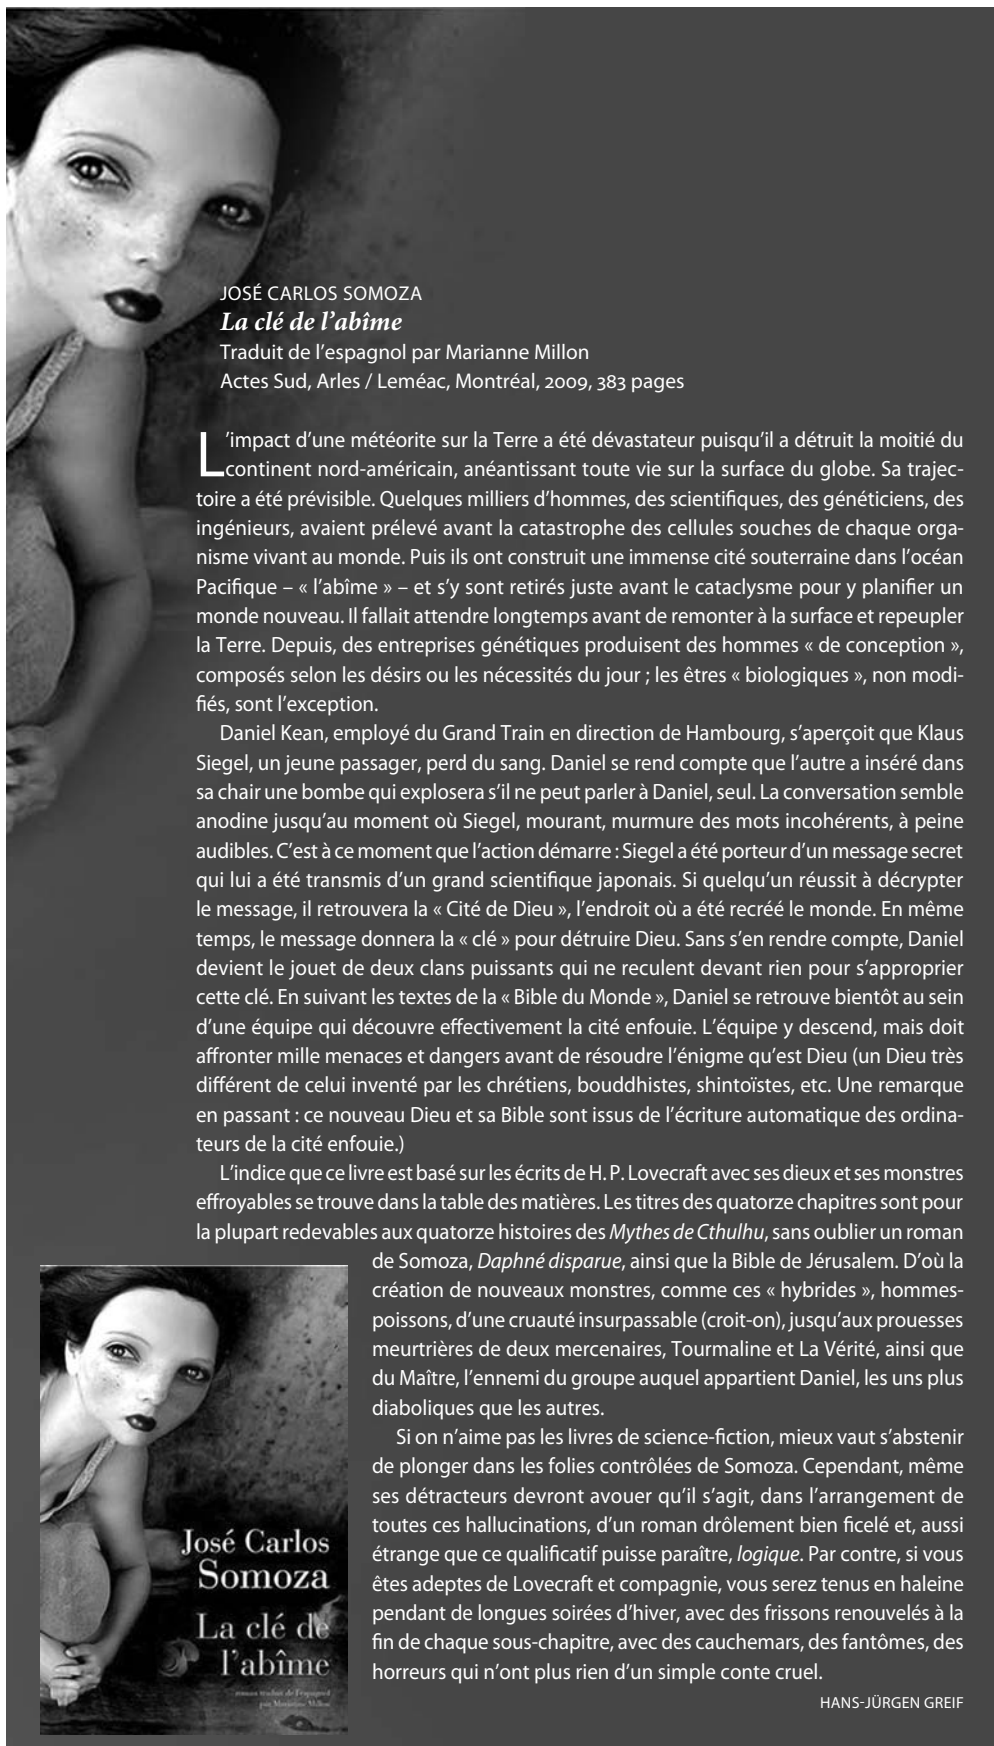 JOSÉ CARLOS SOMOZA
La clé de l’abîme
Traduit de l’espagnol par Marianne Millon
Actes Sud, Arles / Leméac, Montréal, 2009, 383 pages
L’impact d’une météorite sur la Terre a été dévastateur puisqu’il a détruit la moitié du
continent nord-américain, anéantissant toute vie sur la surface du globe. Sa trajec-
toire a été prévisible. Quelques milliers d’hommes, des scientifiques, des généticiens, des
ingénieurs, avaient prélevé avant la catastrophe des cellules souches de chaque orga-
nisme vivant au monde. Puis ils ont construit une immense cité souterraine dans l’océan
Pacifique – « l’abîme » – et s’y sont retirés juste avant le cataclysme pour y planifier un
monde nouveau. Il fallait attendre longtemps avant de remonter à la surface et repeupler
la Terre. Depuis, des entreprises génétiques produisent des hommes « de conception »,
composés selon les désirs ou les nécessités du jour ; les êtres « biologiques », non modi-
fiés, sont l’exception.
Daniel Kean, employé du Grand Train en direction de Hambourg, s’aperçoit que Klaus
Siegel, un jeune passager, perd du sang. Daniel se rend compte que l’autre a inséré dans
sa chair une bombe qui explosera s’il ne peut parler à Daniel, seul. La conversation semble
anodine jusqu’au moment où Siegel, mourant, murmure des mots incohérents, à peine
audibles. C’est à ce moment que l’action démarre : Siegel a été porteur d’un message secret
qui lui a été transmis d’un grand scientifique japonais. Si quelqu’un réussit à décrypter
le message, il retrouvera la « Cité de Dieu », l’endroit où a été recréé le monde. En même
temps, le message donnera la « clé » pour détruire Dieu. Sans s’en rendre compte, Daniel
devient le jouet de deux clans puissants qui ne reculent devant rien pour s’approprier
cette clé. En suivant les textes de la « Bible du Monde », Daniel se retrouve bientôt au sein
d’une équipe qui découvre effectivement la cité enfouie. L’équipe y descend, mais doit
affronter mille menaces et dangers avant de résoudre l’énigme qu’est Dieu (un Dieu très
différent de celui inventé par les chrétiens, bouddhistes, shintoïstes, etc. Une remarque
en passant : ce nouveau Dieu et sa Bible sont issus de l’écriture automatique des ordina-
teurs de la cité enfouie.)
L’indice que ce livre est basé sur les écrits de H. P. Lovecraft avec ses dieux et ses monstres
effroyables se trouve dans la table des matières. Les titres des quatorze chapitres sont pour
la plupart redevables aux quatorze histoires des Mythes de Cthulhu, sans oublier un roman
de Somoza, Daphné disparue, ainsi que la Bible de Jérusalem. D’où la
création de nouveaux monstres, comme ces « hybrides », hommes-
poissons, d’une cruauté insurpassable (croit-on), jusqu’aux prouesses
meurtrières de deux mercenaires, Tourmaline et La Vérité, ainsi que
du Maître, l’ennemi du groupe auquel appartient Daniel, les uns plus
diaboliques que les autres.
Si on n’aime pas les livres de science-fiction, mieux vaut s’abstenir
de plonger dans les folies contrôlées de Somoza. Cependant, même
ses détracteurs devront avouer qu’il s’agit, dans l’arrangement de
toutes ces hallucinations, d’un roman drôlement bien ficelé et, aussi
étrange que ce qualificatif puisse paraître, logique. Par contre, si vous
êtes adeptes de Lovecraft et compagnie, vous serez tenus en haleine
pendant de longues soirées d’hiver, avec des frissons renouvelés à la
fin de chaque sous-chapitre, avec des cauchemars, des fantômes, des
horreurs qui n’ont plus rien d’un simple conte cruel.
HANS-JÜRGEN GREIF
José Carlos
Somoza
La clé de
l’abîme
roman traduit de l’espagnol
par Marianne Millon